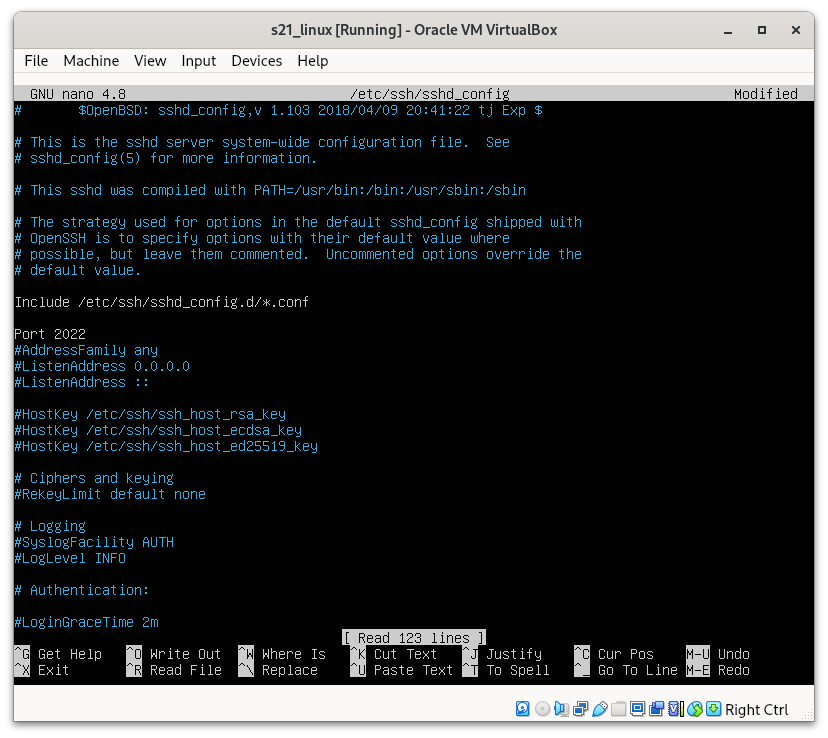 s21_linux [Running] - Oracle VM VirtualBox
File Machine View Input Devices Help
GNU nano 4.8 /etc/ssh/sshd_config Modified
# $OpenBSD: sshd_config,v 1.103 2018/04/09 20:41:22 tj Exp $
# This is the sshd server system-wide configuration file. See
# sshd_config(5) for more information.
# This sshd was compiled with PATH=/usr/bin:/bin:/usr/sbin:/sbin
# The strategy used for options in the default sshd_config shipped with
# OpenSSH is to specify options with their default value where
# possible, but leave them commented. Uncommented options override the
# default value.
Include /etc/ssh/sshd_config.d/*.conf
Port 2022
#AddressFamily any
#ListenAddress 0.0.0.0
#ListenAddress ::
#HostKey /etc/ssh/ssh_host_rsa_key
#HostKey /etc/ssh/ssh_host_ecdsa_key
#HostKey /etc/ssh/ssh_host_ed25519_key
# Ciphers and keying
#RekeyLimit default none
# Logging
#SyslogFacility AUTH
#LogLevel INFO
# Authentication:
#LoginGraceTime 2m
[ Read 123 lines ]
^G Get Help ^O Write Out ^W Where Is ^K Cut Text ^J Justify ^C Cur Pos M-U Undo
^X Exit ^R Read File ^\ Replace ^U Paste Text ^T To Spell ^_ Go To Line M-E Redo
Right Ctrl